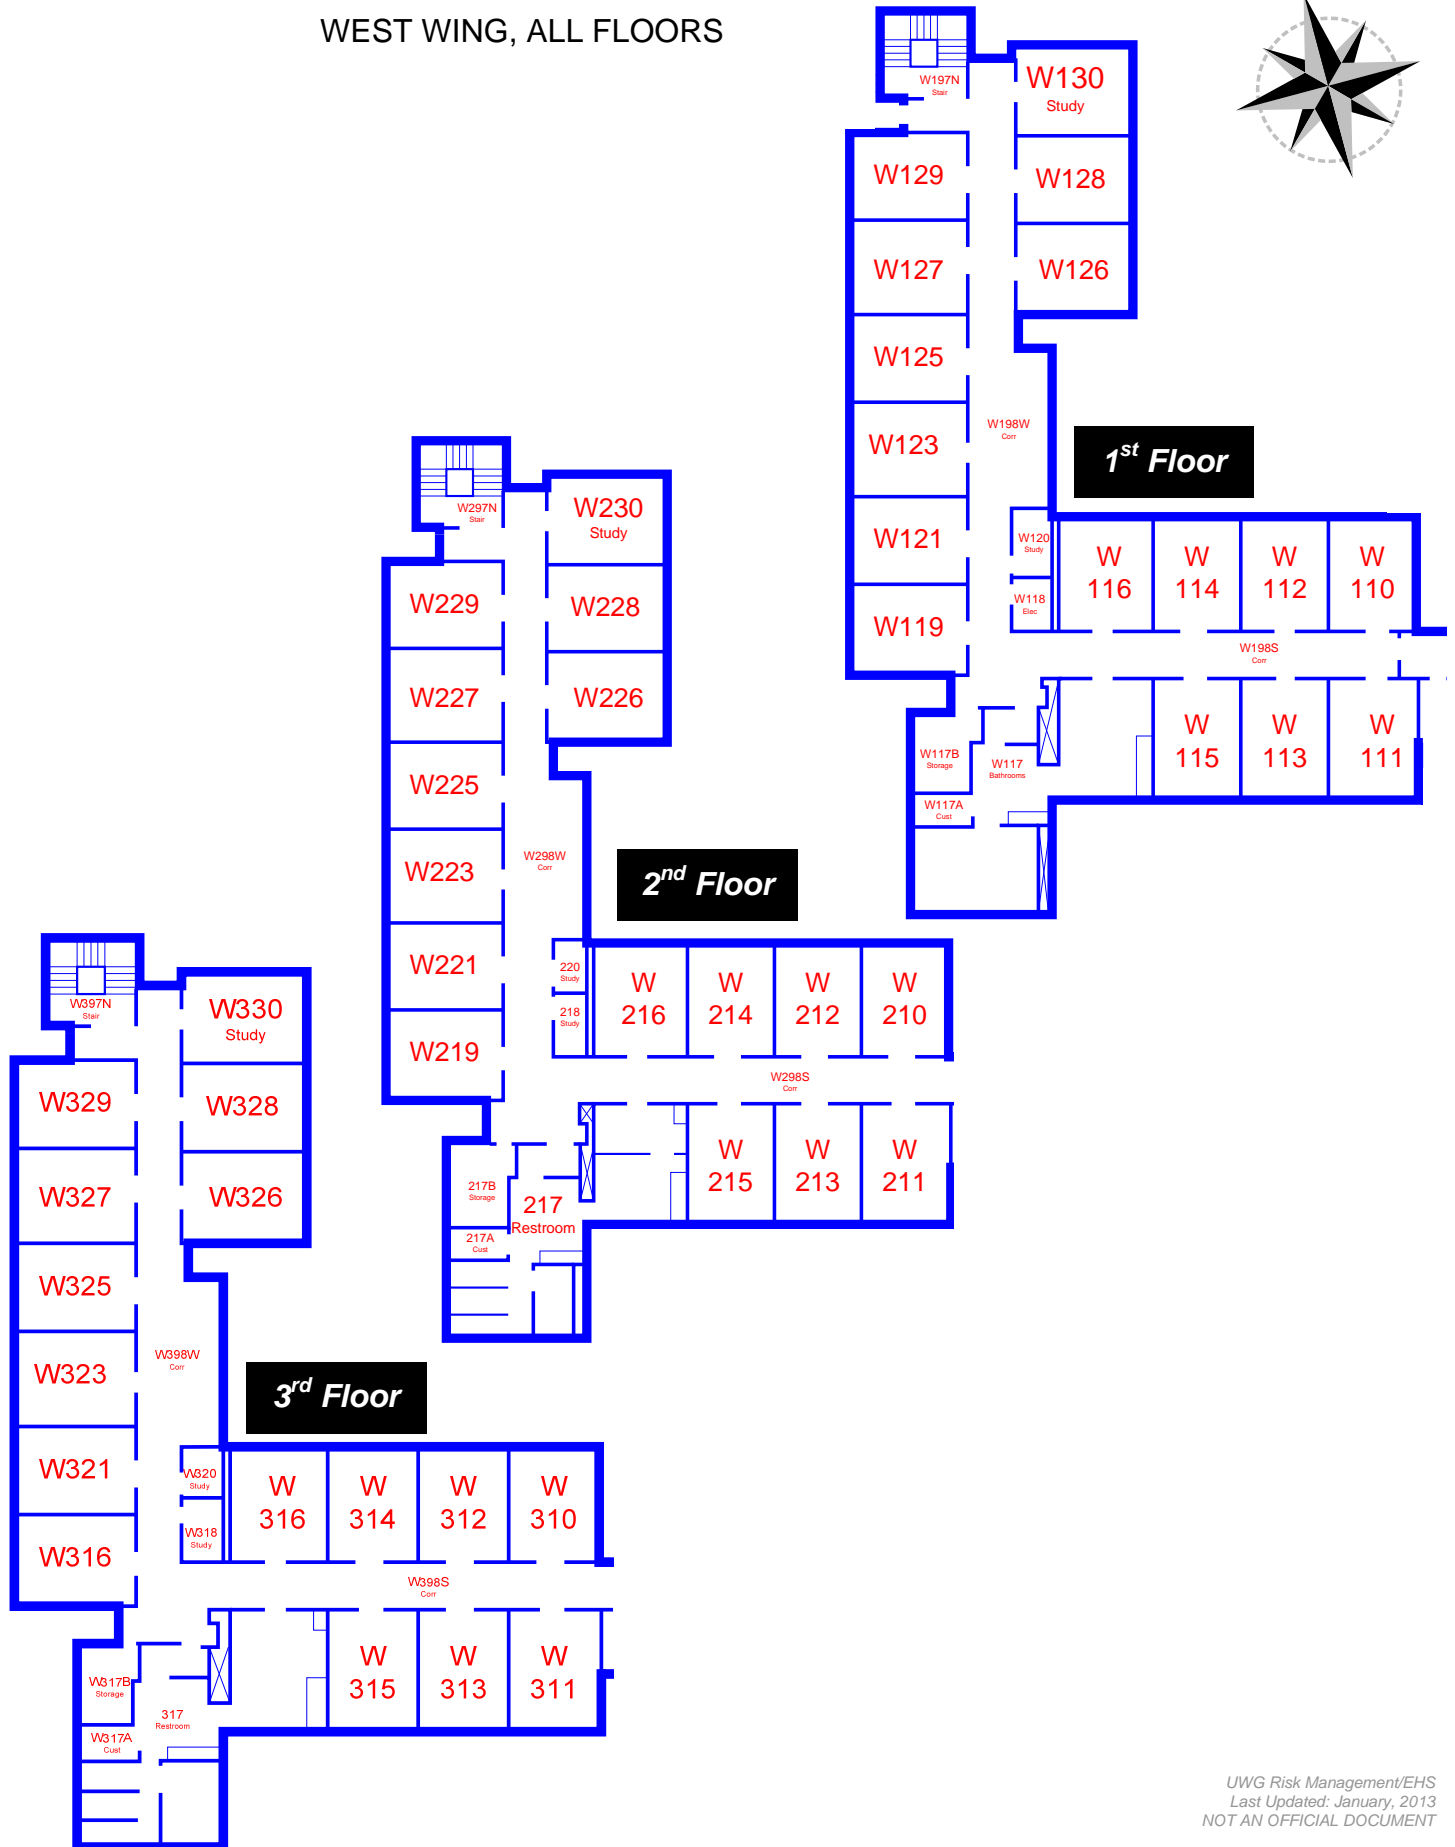 WEST WING, ALL FLOORS
W197N
Stair
W130
Study
W129
W128
W127
W126
W125
W123
W198W
Corr
1st Floor
W121
W120
Study
W118
Elec
W119
W
116
W
114
W
112
W
110
W198S
Corr
W117B
Storage
W117
Bathrooms
W117A
Cust
W
115
W
113
W
111
W297N
Stair
W230
Study
W229
W228
W227
W226
W225
W223
W298W
Corr
2nd Floor
W221
220
Study
218
Study
W219
W
216
W
214
W
212
W
210
W298S
Corr
217B
Storage
217
Restroom
217A
Cust
W
215
W
213
W
211
W397N
Stair
W330
Study
W329
W328
W327
W326
W325
W323
W398W
Corr
3rd Floor
W321
W320
Study
W318
Study
W316
W
316
W
314
W
312
W
310
W398S
Corr
W317B
Storage
317
Restroom
W317A
Cust
W
315
W
313
W
311
UWG Risk Management/EHS
Last Updated: January, 2013
NOT AN OFFICIAL DOCUMENT